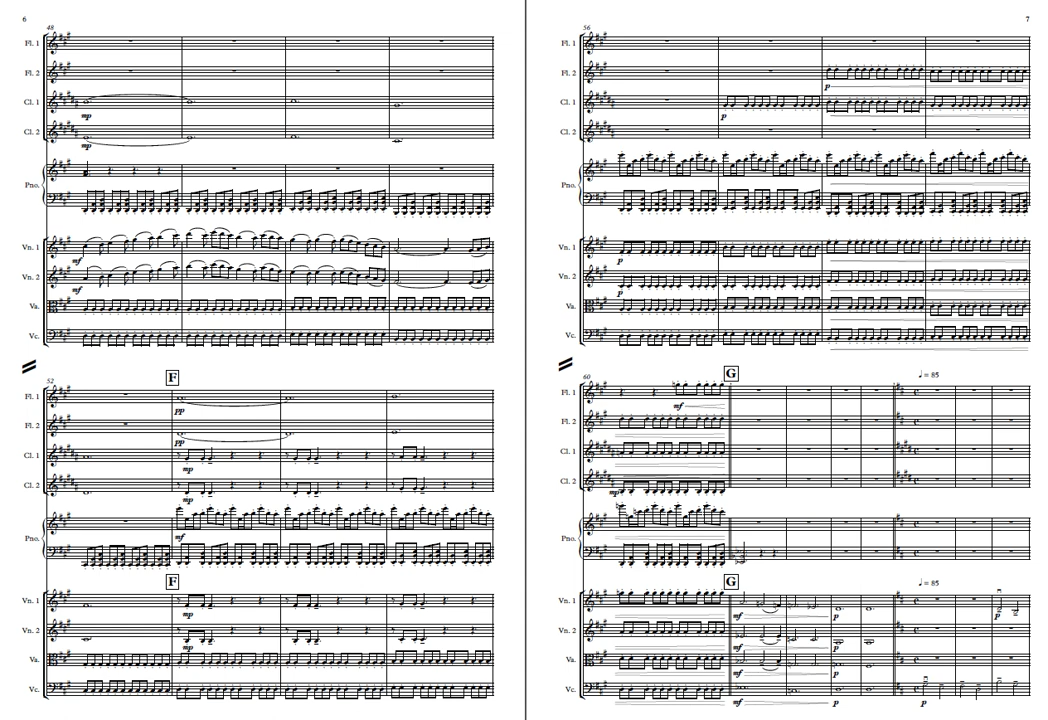 6
48
Fl. 1
Fl. 2
Cl. 1
mp
Cl. 2
mp
Pno.
Vn. 1
mf
Vn. 2
mf
Va.
Vc.
52
F
Fl. 1
pp
Fl. 2
pp
Cl. 1
mp
Cl. 2
mp
Pno.
mf
F
Vn. 1
mp
Vn. 2
mp
Va.
Vc.
7
56
Fl. 1
Fl. 2
p
Cl. 1
p
Cl. 2
Pno.
Vn. 1
p
Vn. 2
p
Va.
Vc.
60
G
♩ = 85
Fl. 1
mf
Fl. 2
Cl. 1
Cl. 2
mp
Pno.
G
♩ = 85
Vn. 1
mf p p
Vn. 2
mf p
Va.
mf p
Vc.
mf p p